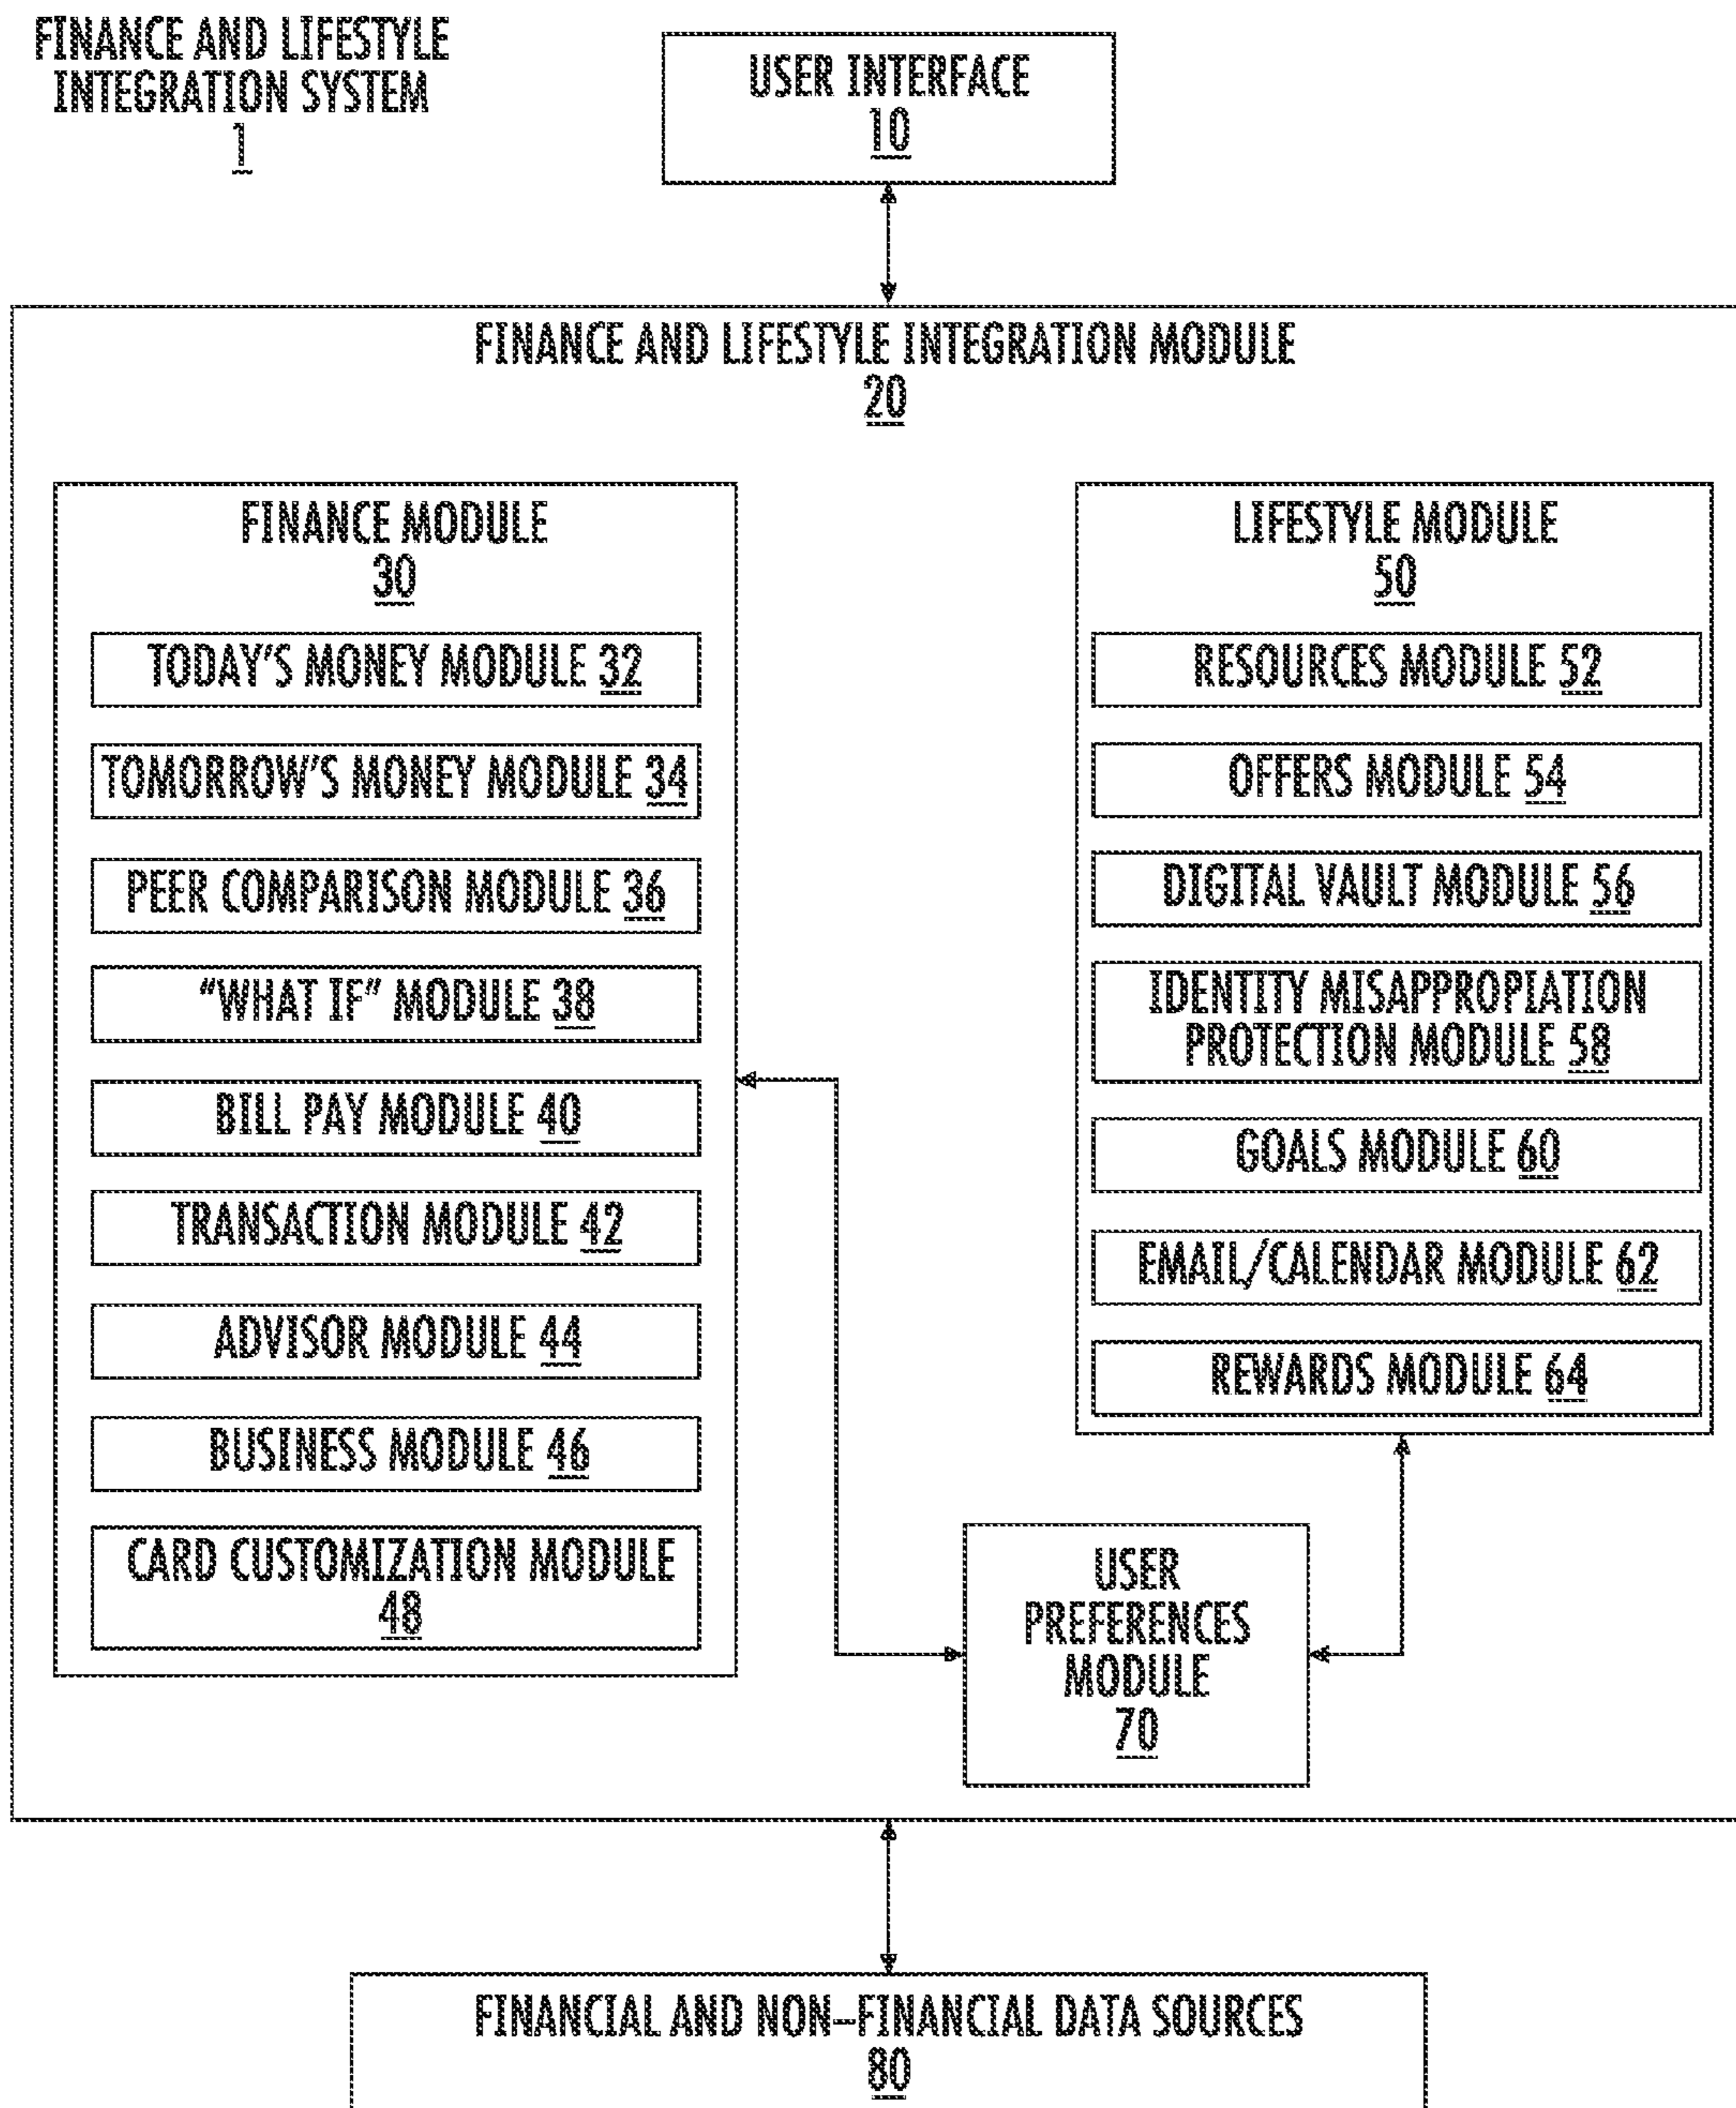 FINANCE AND LIFESTYLE
INTEGRATION SYSTEM
1
USER INTERFACE
10
FINANCE AND LIFESTYLE INTEGRATION MODULE
20
FINANCE MODULE
30
TODAY'S MONEY MODULE 32
TOMORROW'S MONEY MODULE 34
PEER COMPARISON MODULE 36
“WHAT IF” MODULE 38
BILL PAY MODULE 40
TRANSACTION MODULE 42
ADVISOR MODULE 44
BUSINESS MODULE 46
CARD CUSTOMIZATION MODULE
48
LIFESTYLE MODULE
50
RESOURCES MODULE 52
OFFERS MODULE 54
DIGITAL VAULT MODULE 56
IDENTITY MISAPPROPIATION
PROTECTION MODULE 58
GOALS MODULE 60
EMAIL/CALENDAR MODULE 62
REWARDS MODULE 64
USER
PREFERENCES
MODULE
70
FINANCIAL AND NON-FINANCIAL DATA SOURCES
80